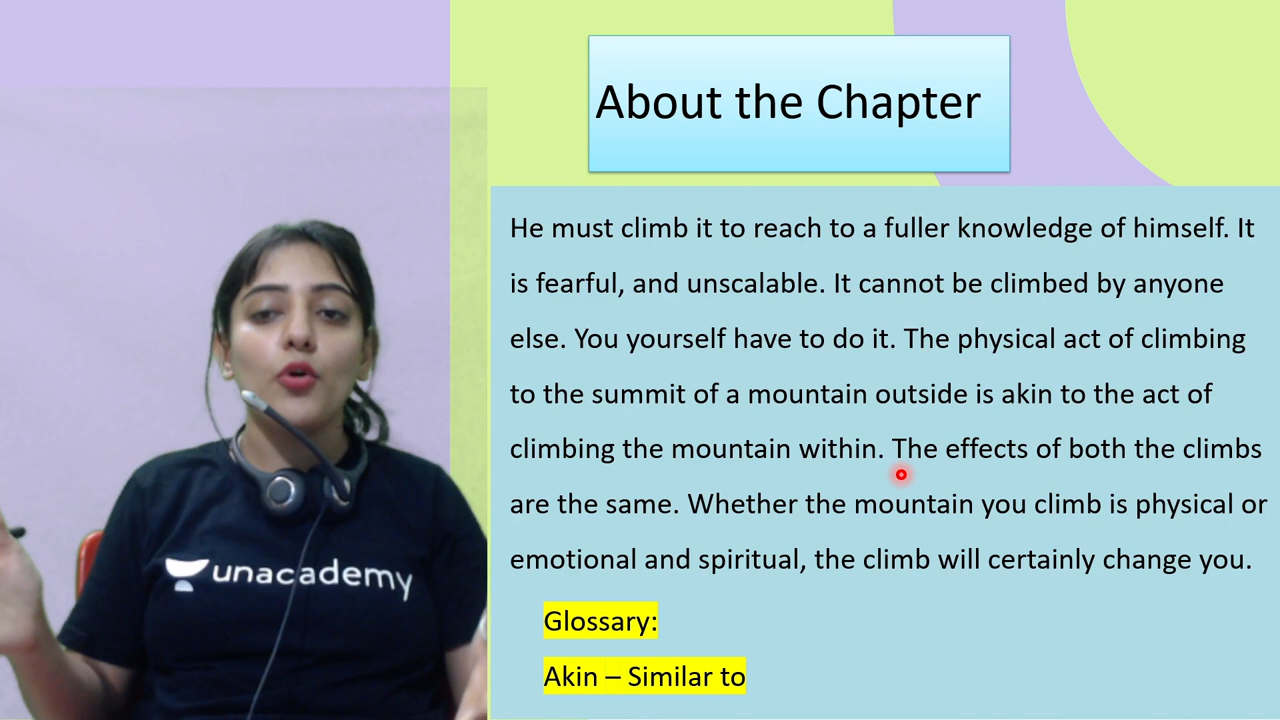 About the Chapter
He must climb it to reach to a fuller knowledge of himself. It
is fearful, and unscalable. It cannot be climbed by anyone
else. You yourself have to do it. The physical act of climbing
to the summit of a mountain outside is akin to the act of
climbing the mountain within. The effects of both the climbs
are the same. Whether the mountain you climb is physical or
emotional and spiritual, the climb will certainly change you.
Glossary:
Akin – Similar to
unacademy